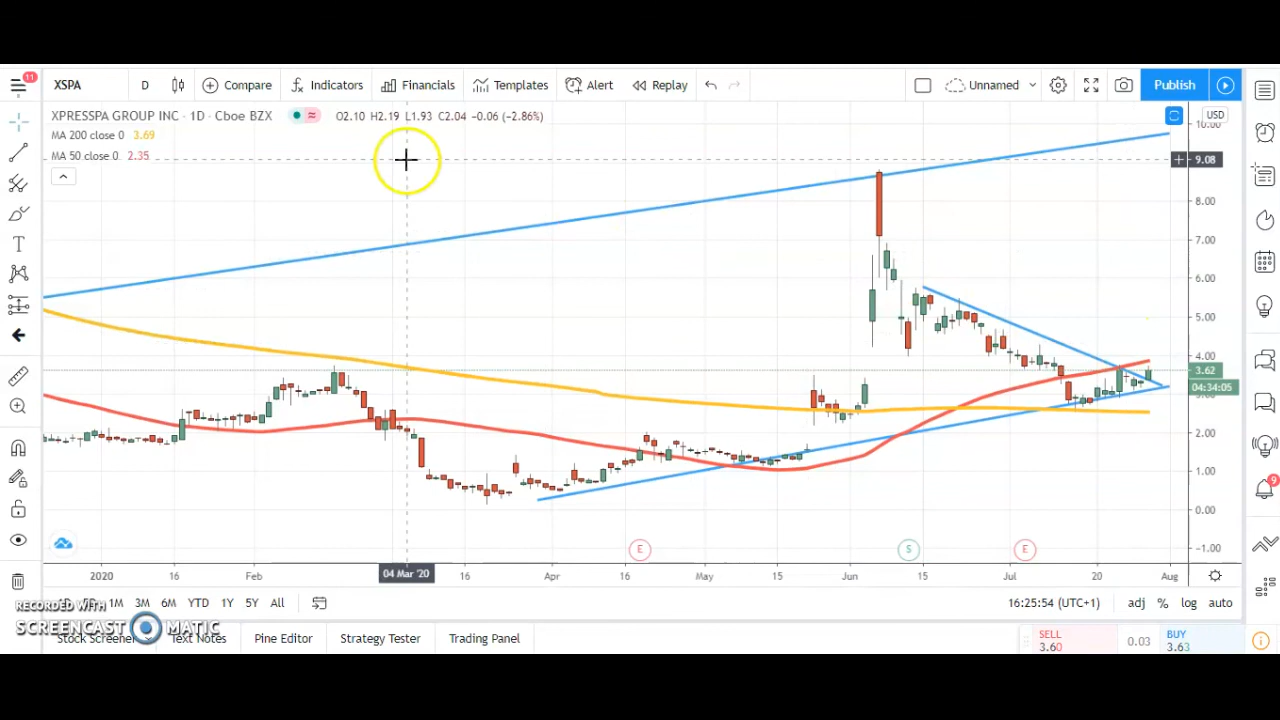 11
XSPA D Compare Indicators Financials Templates Alert Replay Unnamed Publish
XPRESSPA GROUP INC · 1D · Cboe BZX O2.10 H2.19 L1.93 C2.04 −0.06 (−2.86%)
USD
MA 200 close 0 3.69
MA 50 close 0 2.35
10.00
9.08
8.00
7.00
6.00
5.00
4.00
3.62
04:34:05
2.00
1.00
0.00
−1.00
E S E
9
2020 16 Feb 04 Mar '20 16 Apr 16 May 15 Jun 15 Jul 20 Aug
1M 3M 6M YTD 1Y 5Y All 16:25:54 (UTC+1) adj % log auto
RECORDED WITH
SCREENCAST MATIC
Stock Screener Text Notes Pine Editor Strategy Tester Trading Panel
SELL 0.03 BUY
3.60 3.63